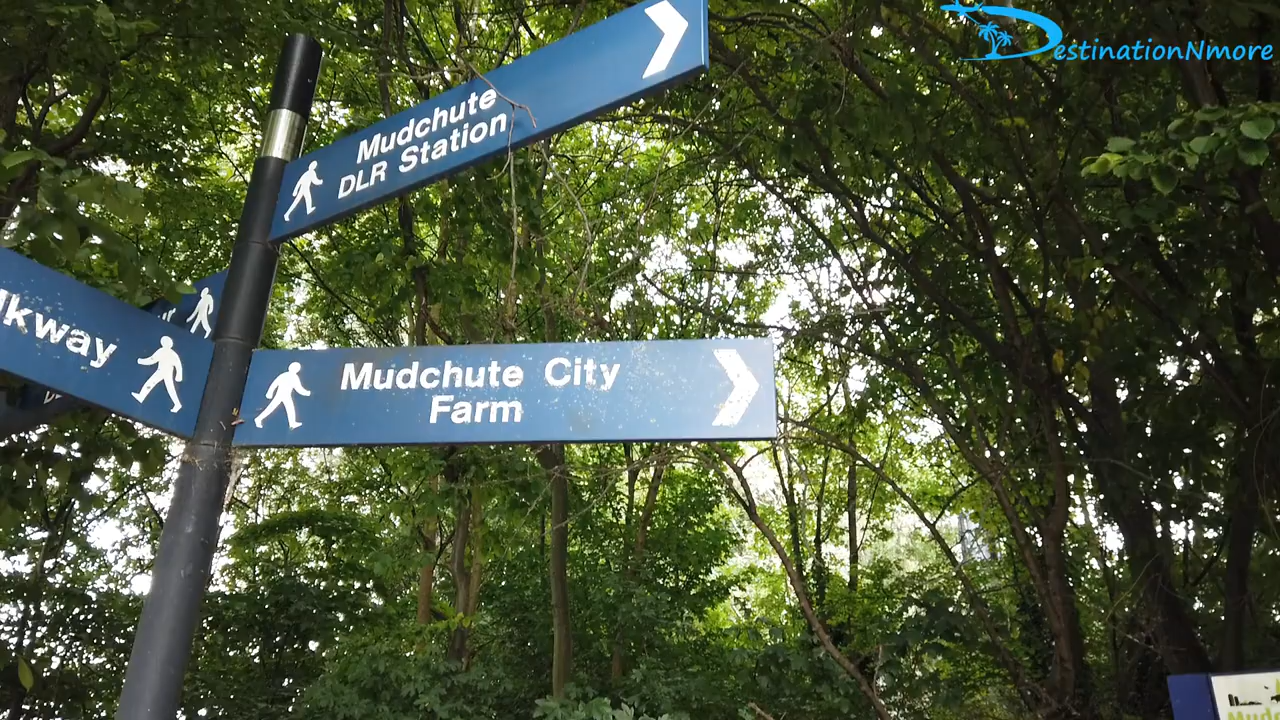 DestinationNmore
Mudchute
DLR Station
lkway
Mudchute City
Farm